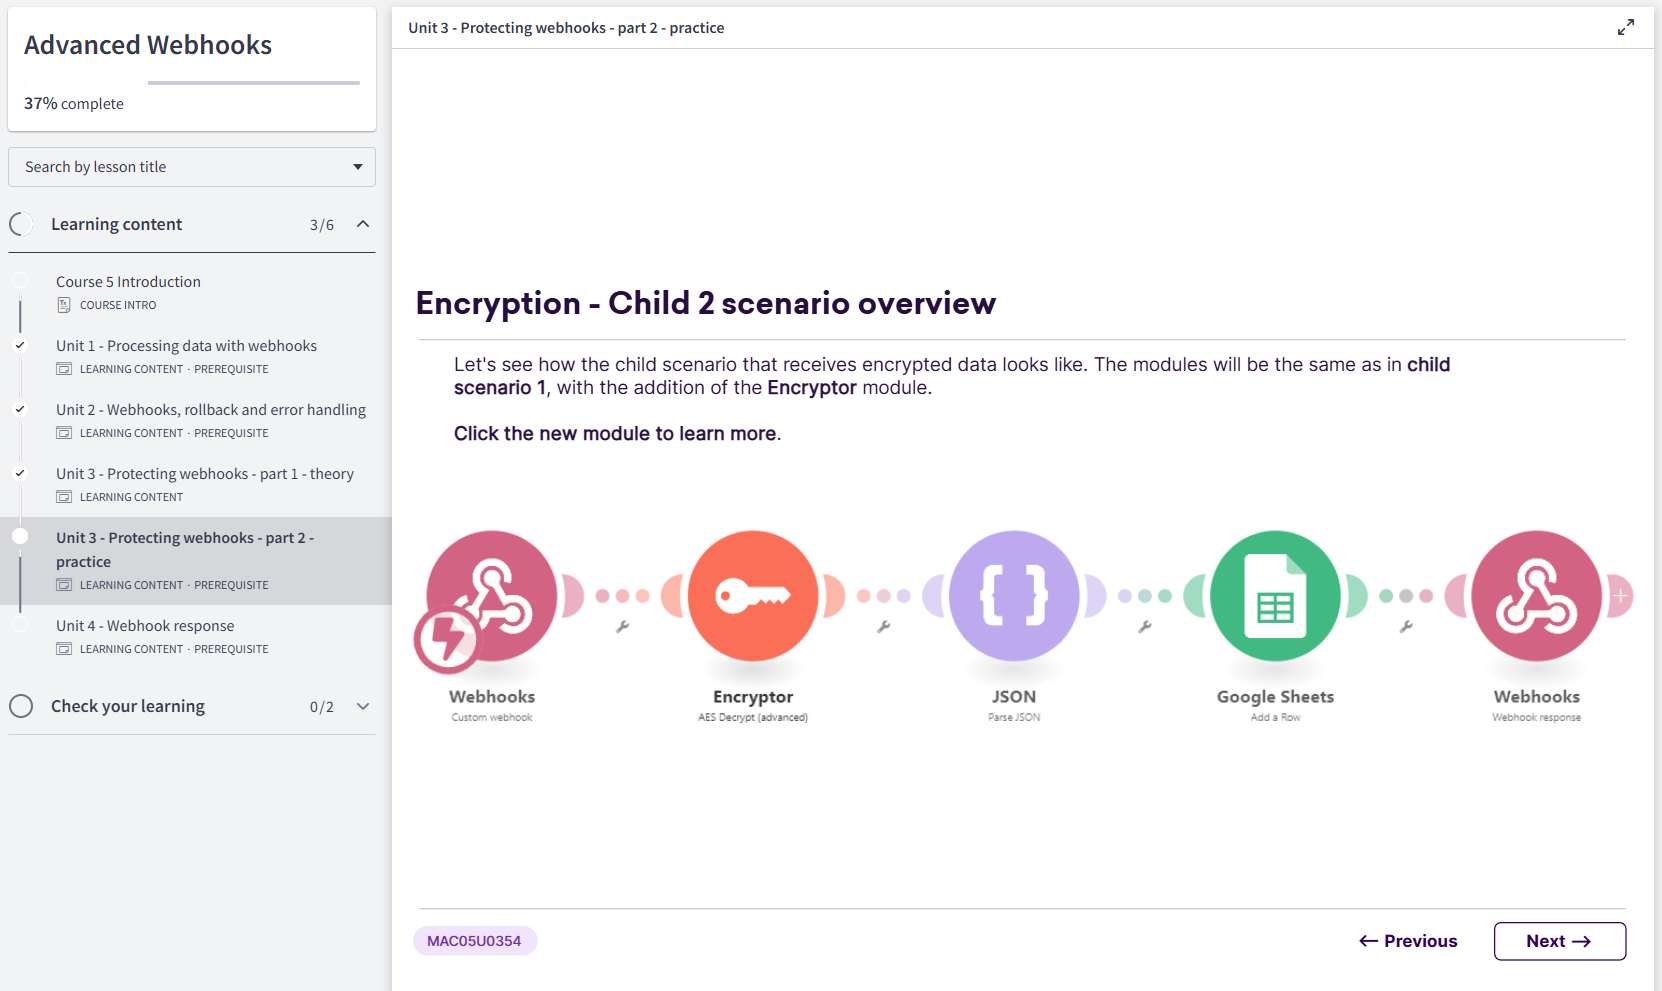 Advanced Webhooks
37% complete
Search by lesson title
Learning content 3/6
Course 5 Introduction
COURSE INTRO
Unit 1 - Processing data with webhooks
LEARNING CONTENT · PREREQUISITE
Unit 2 - Webhooks, rollback and error handling
LEARNING CONTENT · PREREQUISITE
Unit 3 - Protecting webhooks - part 1 - theory
LEARNING CONTENT
Unit 3 - Protecting webhooks - part 2 -
practice
LEARNING CONTENT · PREREQUISITE
Unit 4 - Webhook response
LEARNING CONTENT · PREREQUISITE
Check your learning 0/2
Unit 3 - Protecting webhooks - part 2 - practice
Encryption - Child 2 scenario overview
Let's see how the child scenario that receives encrypted data looks like. The modules will be the same as in child
scenario 1, with the addition of the Encryptor module.
Click the new module to learn more.
Webhooks
Custom webhook
Encryptor
AES Decrypt (advanced)
JSON
Parse JSON
Google Sheets
Add a Row
Webhooks
Webhook response
MAC05U0354
← Previous
Next →